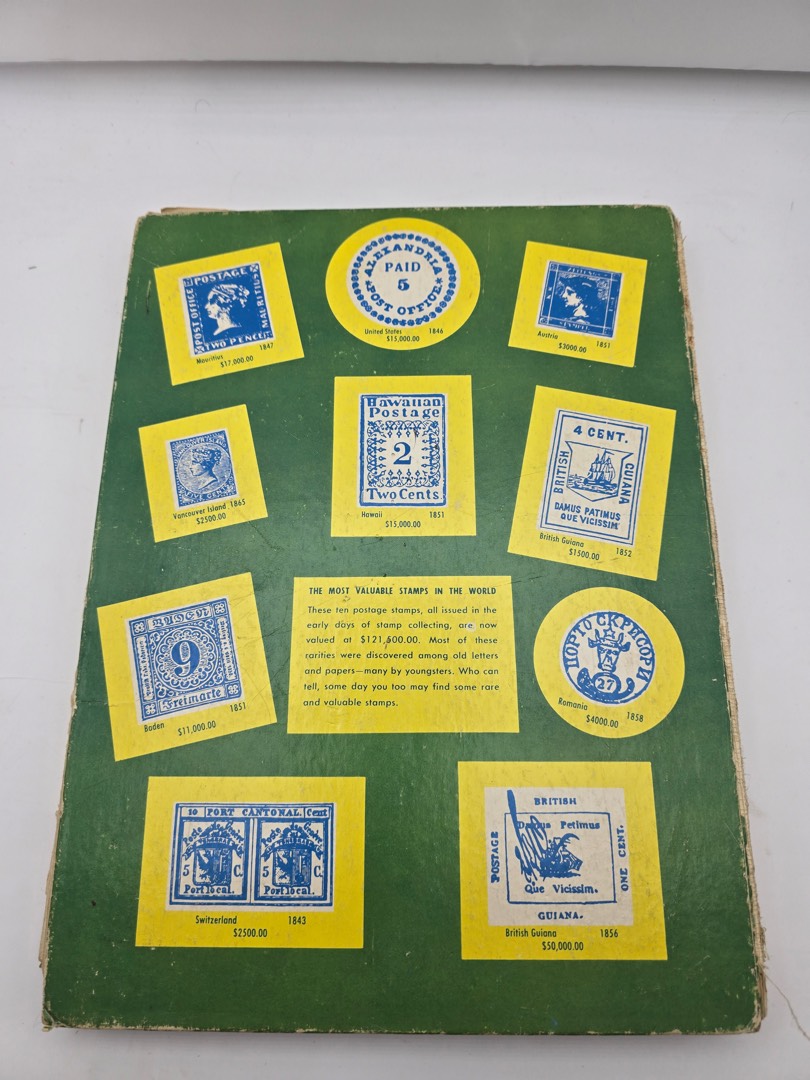 POSTAGE
POST OFFICE
MAURITIUS
TWO PENCE
Mauritius 1847
$17,000.00
ALEXANDRIA
PAID
5
POST OFFICE
United States 1846
$15,000.00
Austria 1851
$3000.00
Vancouver Island 1865
$2500.00
Hawaiian
Postage
2
Two Cents
Hawaii 1851
$15,000.00
4 CENT.
BRITISH
GUIANA
DAMUS PATIMUS
QUE VICISSIM
British Guiana 1852
$1500.00
9
Freimarke
Baden 1851
$11,000.00
THE MOST VALUABLE STAMPS IN THE WORLD
These ten postage stamps, all issued in the
early days of stamp collecting, are now
valued at $121,500.00. Most of these
rarities were discovered among old letters
and papers—many by youngsters. Who can
tell, some day you too may find some rare
and valuable stamps.
ПОРТО СКРИСОРИ
27
Romania 1858
$4000.00
10 PORT CANTONAL. Cent
5 C. 5 C.
Port local. Port local.
Switzerland 1843
$2500.00
BRITISH
POSTAGE
Damus Petimus
Que Vicissim.
ONE CENT.
GUIANA.
British Guiana 1856
$50,000.00